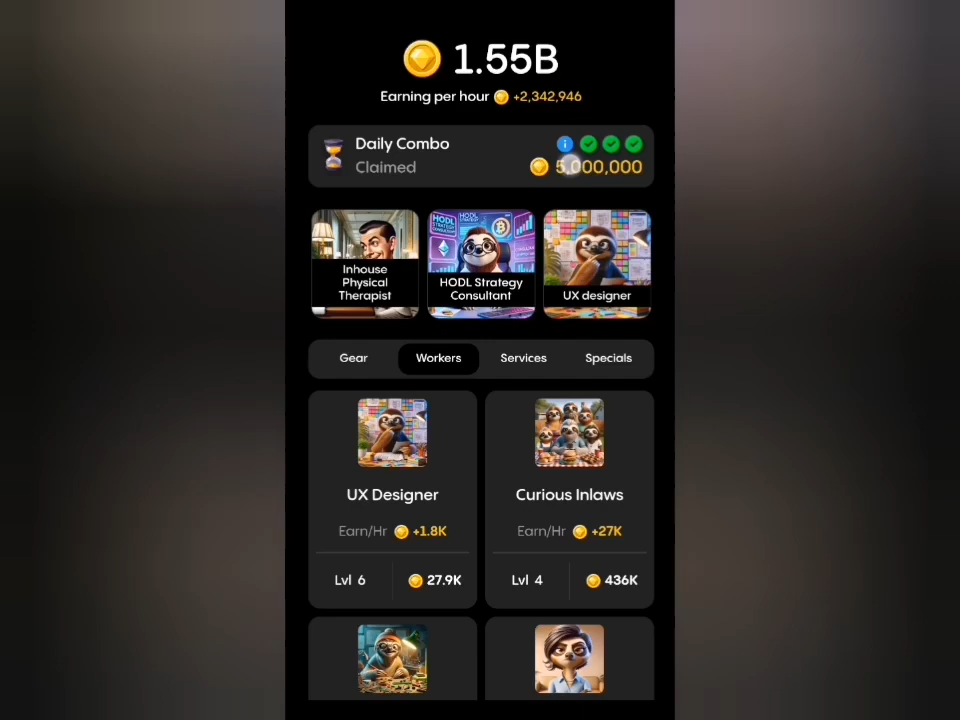 1.55B
Earning per hour +2,342,946
Daily Combo
Claimed
5,000,000
Inhouse
Physical
Therapist
HODL
HODL Strategy
Consultant
UX designer
Gear Workers Services Specials
UX Designer
Earn/Hr +1.8K
Lvl 6 27.9K
Curious Inlaws
Earn/Hr +27K
Lvl 4 436K